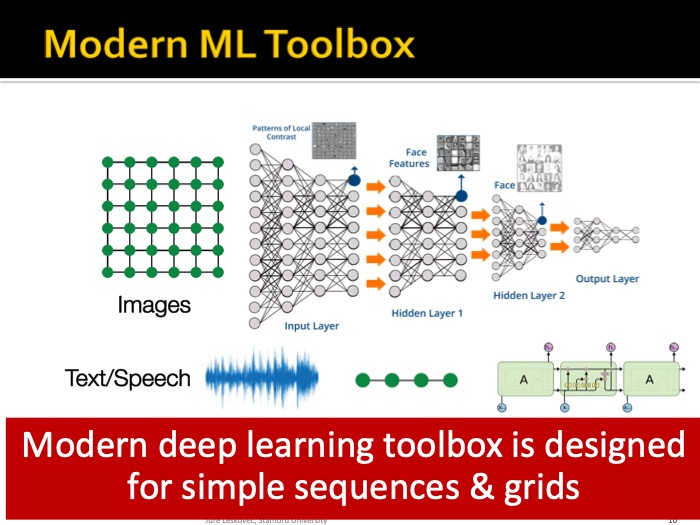 Modern ML Toolbox
Patterns of Local
Contrast
Face
Features
Face
Images
Input Layer
Hidden Layer 1
Hidden Layer 2
Output Layer
Text/Speech
A
A
Modern deep learning toolbox is designed
for simple sequences & grids
Jure Leskovec, Stanford University
10